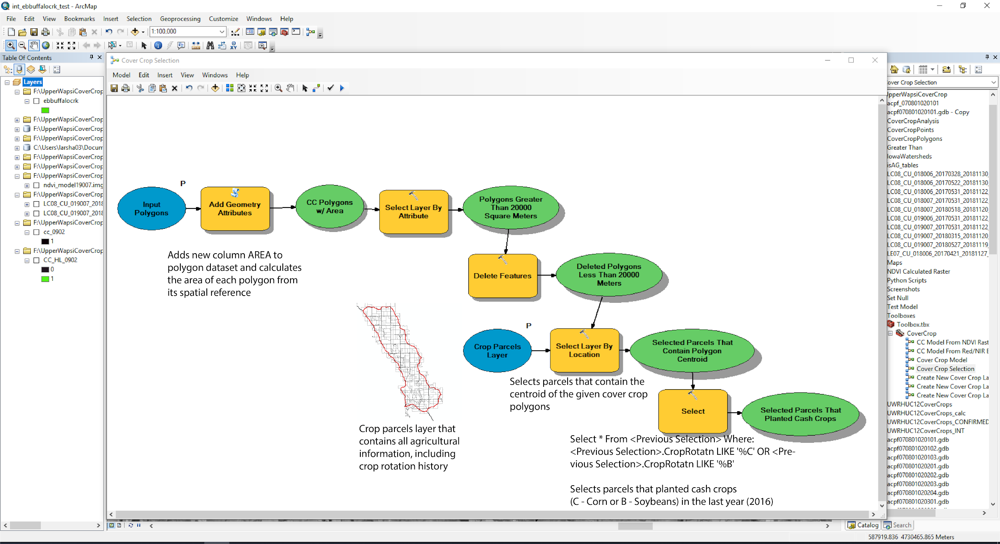 int_ebbuffalocrk_test - ArcMap
File Edit View Bookmarks Insert Selection Geoprocessing Customize Windows Help
1:100,000
Table Of Contents
Layers
F:\UpperWapsiCoverCrop
ebbuffalocrk
F:\UpperWapsiCoverCrop
F:\UpperWapsiCoverCrop
F:\UpperWapsiCoverCrop
C:\Users\larsha03\Docum
F:\UpperWapsiCoverCrop
F:\UpperWapsiCoverCrop
F:\UpperWapsiCoverCrop
ndvi_model19007.img
F:\UpperWapsiCoverCrop
LC08_CU_019007_2018
LC08_CU_019007_2018
F:\UpperWapsiCoverCrop
cc_0902
1
F:\UpperWapsiCoverCrop
CC_HL_0902
0
1
Cover Crop Selection
Model Edit Insert View Windows Help
P
Input
Polygons
Add Geometry
Attributes
CC Polygons
w/ Area
Select Layer By
Attribute
Polygons Greater
Than 20000
Square Meters
Adds new column AREA to
polygon dataset and calculates
the area of each polygon from
its spatial reference
Delete Features
Deleted Polygons
Less Than 20000
Meters
P
Crop Parcels
Layer
Select Layer By
Location
Selected Parcels That
Contain Polygon
Centroid
Selects parcels that contain the
centroid of the given cover crop
polygons
Select
Selected Parcels That
Planted Cash Crops
Crop parcels layer that
contains all agricultural
information, including
crop rotation history
Select * From <Previous Selection> Where:
<Previous Selection>.CropRotatn LIKE '%C' OR <Pre-
vious Selection>.CropRotatn LIKE '%B'
Selects parcels that planted cash crops
(C - Corn or B - Soybeans) in the last year (2016)
over Crop Selection
UpperWapsiCoverCrop
acpf_070801020101
acpf070801020101.gdb - Copy
CoverCropAnalysis
CoverCropPoints
CoverCropPolygons
Greater Than
IowaWatersheds
isAG_tables
LC08_CU_018006_20170328_20181130_
LC08_CU_018006_20170522_20181130_
LC08_CU_018006_20170531_20181122_
LC08_CU_018007_20170531_20181122_
LC08_CU_018007_20180518_20181120_
LC08_CU_019006_20170531_20181122_
LC08_CU_019007_20170531_20181122_
LC08_CU_019007_20180315_20181120_
LC08_CU_019007_20180527_20181119_
LE07_CU_018006_20170421_20181127_
Maps
NDVI Calculated Raster
Python Scripts
Screenshots
Set Null
Test Model
Toolboxes
Toolbox.tbx
CoverCrop
CC Model From NDVI Rast
CC Model From Red/NIR B
Cover Crop Model
Cover Crop Selection
Create New Cover Crop La
Create New Cover Crop La
Create New Cover Crop La
UWRHUC12CoverCrops
UWRHUC12CoverCrops_calc
UWRHUC12CoverCrops_CONFIRMED
UWRHUC12CoverCrops_INT
acpf070801020101.gdb
acpf070801020102.gdb
acpf070801020103.gdb
acpf070801020201.gdb
acpf070801020202.gdb
acpf070801020203.gdb
acpf070801020204.gdb
acpf070801020301.gdb
Catalog Search
587919.836 4730465.865 Meters